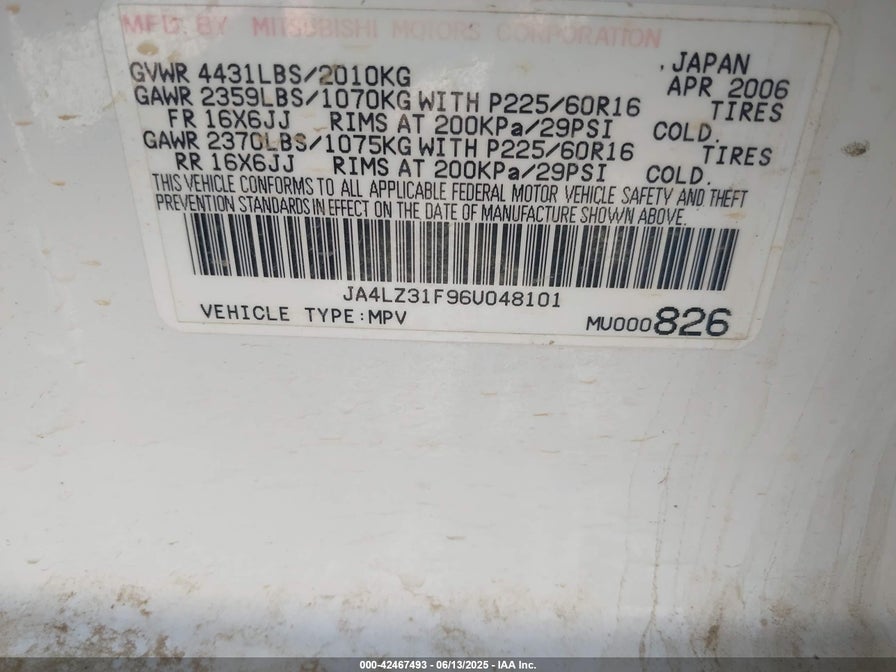 MFD. BY MITSUBISHI MOTORS CORPORATION
, JAPAN
GVWR 4431LBS/2010KG APR 2006
GAWR 2359LBS/1070KG WITH P225/60R16 TIRES
FR 16X6JJ RIMS AT 200KPa/29PSI COLD.
GAWR 2370LBS/1075KG WITH P225/60R16 TIRES
RR 16X6JJ RIMS AT 200KPa/29PSI COLD.
THIS VEHICLE CONFORMS TO ALL APPLICABLE FEDERAL MOTOR VEHICLE SAFETY AND THEFT
PREVENTION STANDARDS IN EFFECT ON THE DATE OF MANUFACTURE SHOWN ABOVE.
JA4LZ31F96U048101
VEHICLE TYPE:MPV MU000826
000-42467493 - 06/13/2025 - IAA Inc.